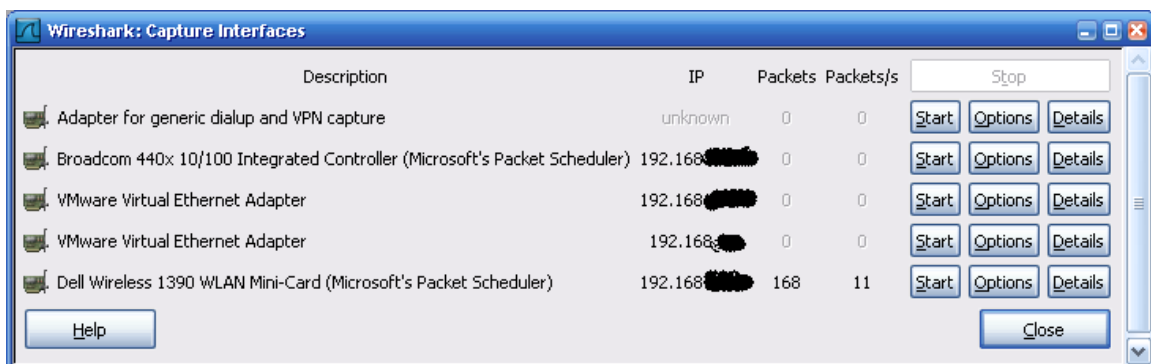 Wireshark: Capture Interfaces
Description IP Packets Packets/s Stop
Adapter for generic dialup and VPN capture unknown 0 0 Start Options Details
Broadcom 440x 10/100 Integrated Controller (Microsoft's Packet Scheduler) 192.168 0 0 Start Options Details
VMware Virtual Ethernet Adapter 192.168 0 0 Start Options Details
VMware Virtual Ethernet Adapter 192.168 0 0 Start Options Details
Dell Wireless 1390 WLAN Mini-Card (Microsoft's Packet Scheduler) 192.168 168 11 Start Options Details
Help Close